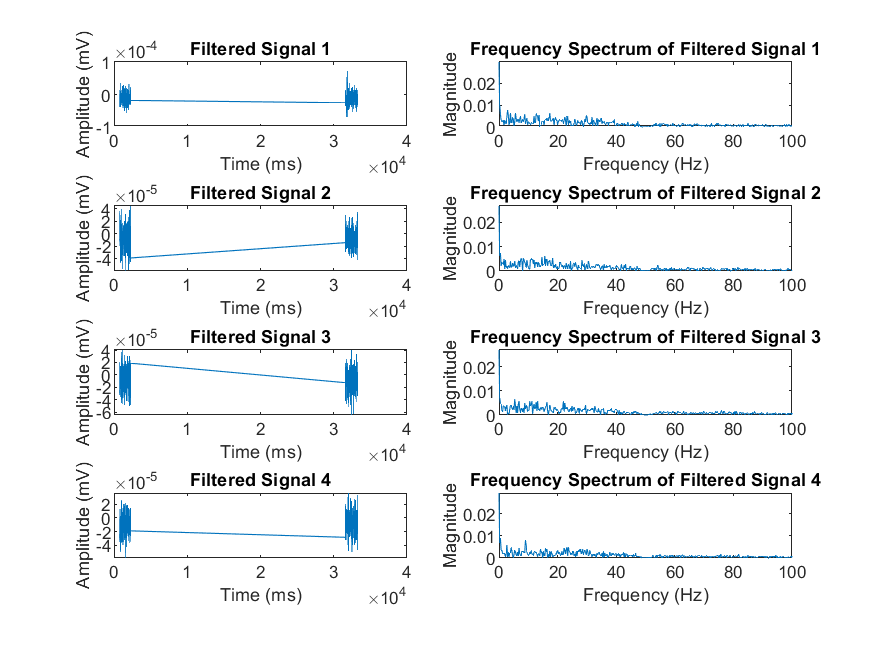 Filtered Signal 1
×10-4
Amplitude (mV)
1
0
-1
0 1 2 3 4
Time (ms)
×10⁴
Frequency Spectrum of Filtered Signal 1
Magnitude
0.02
0.01
0
0 20 40 60 80 100
Frequency (Hz)
Filtered Signal 2
×10-5
Amplitude (mV)
4
2
0
-2
-4
0 1 2 3 4
Time (ms)
×10⁴
Frequency Spectrum of Filtered Signal 2
Magnitude
0.02
0.01
0
0 20 40 60 80 100
Frequency (Hz)
Filtered Signal 3
×10-5
Amplitude (mV)
4
2
0
-2
-4
-6
0 1 2 3 4
Time (ms)
×10⁴
Frequency Spectrum of Filtered Signal 3
Magnitude
0.02
0.01
0
0 20 40 60 80 100
Frequency (Hz)
Filtered Signal 4
×10-5
Amplitude (mV)
2
0
-2
-4
0 1 2 3 4
Time (ms)
×10⁴
Frequency Spectrum of Filtered Signal 4
Magnitude
0.02
0.01
0
0 20 40 60 80 100
Frequency (Hz)